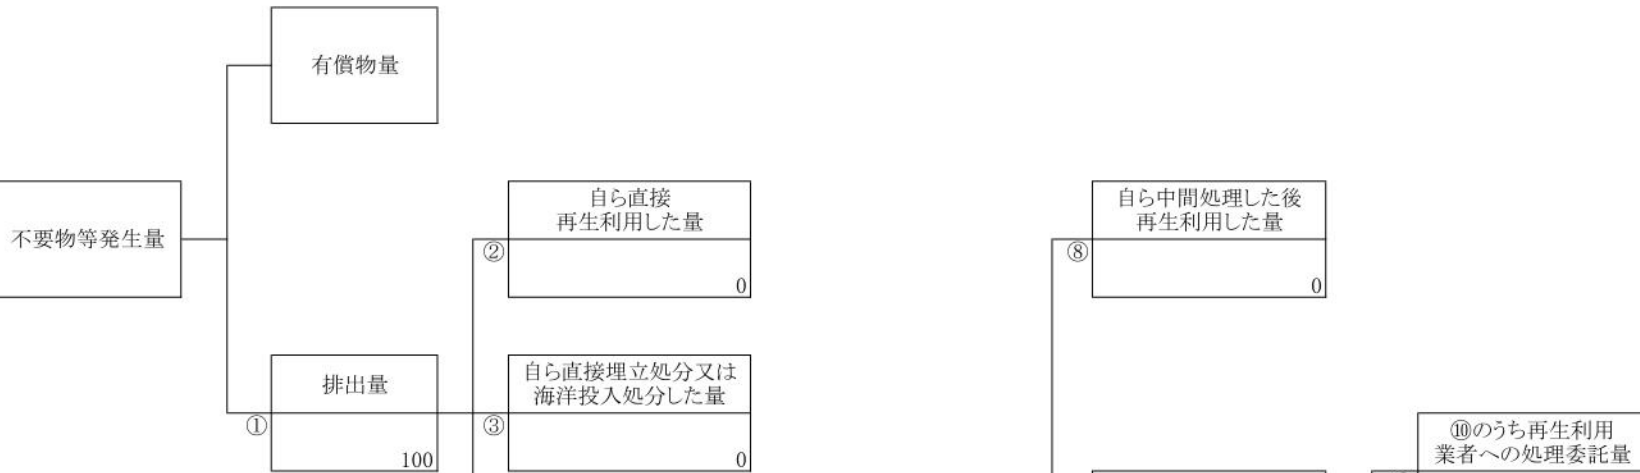 有償物量
不要物等発生量
自ら直接
再生利用した量
②
0
自ら中間処理した後
再生利用した量
⑧
0
排出量
①
100
自ら直接埋立処分又は
海洋投入処分した量
③
0
⑩のうち再生利用
業者への処理委託量